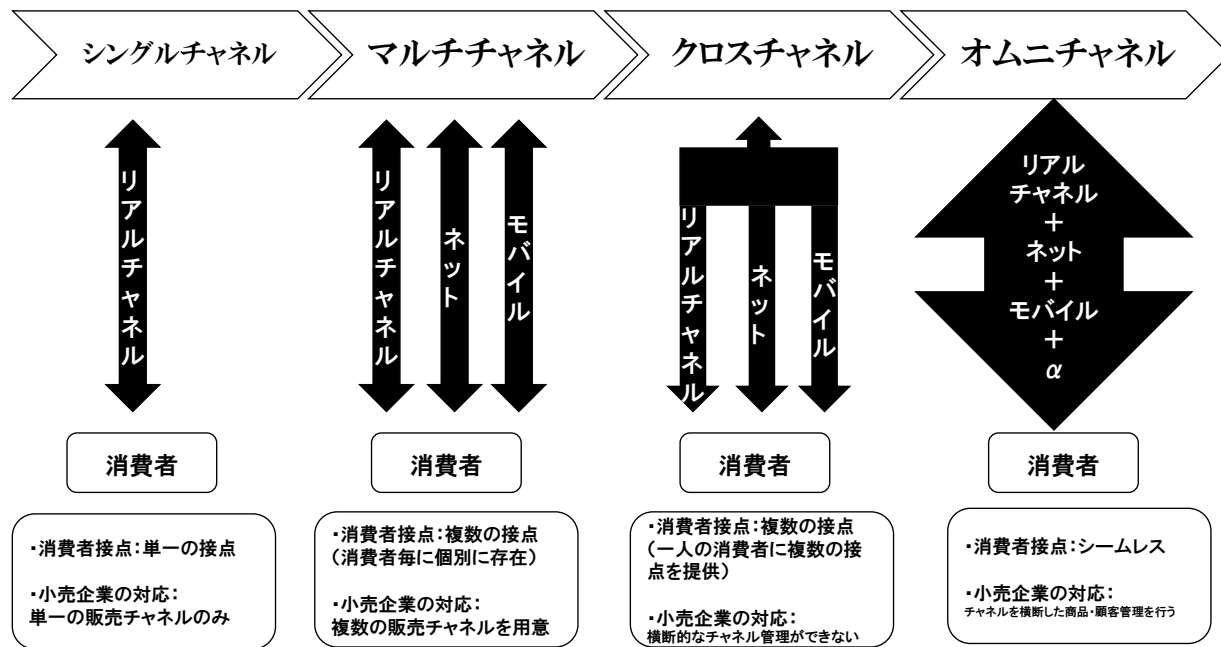 シングルチャネル
マルチチャネル
クロスチャネル
オムニチャネル
リアルチャネル
リアルチャネル
ネット
モバイル
リアルチャネル
ネット
モバイル
リアル
チャネル
+
ネット
+
モバイル
+
α
消費者
消費者
消費者
消費者
・消費者接点：単一の接点
・小売企業の対応：
単一の販売チャネルのみ
・消費者接点：複数の接点
（消費者毎に個別に存在）
・小売企業の対応：
複数の販売チャネルを用意
・消費者接点：複数の接点
（一人の消費者に複数の接
点を提供）
・小売企業の対応：
横断的なチャネル管理ができない
・消費者接点：シームレス
・小売企業の対応：
チャネルを横断した商品・顧客管理を行う